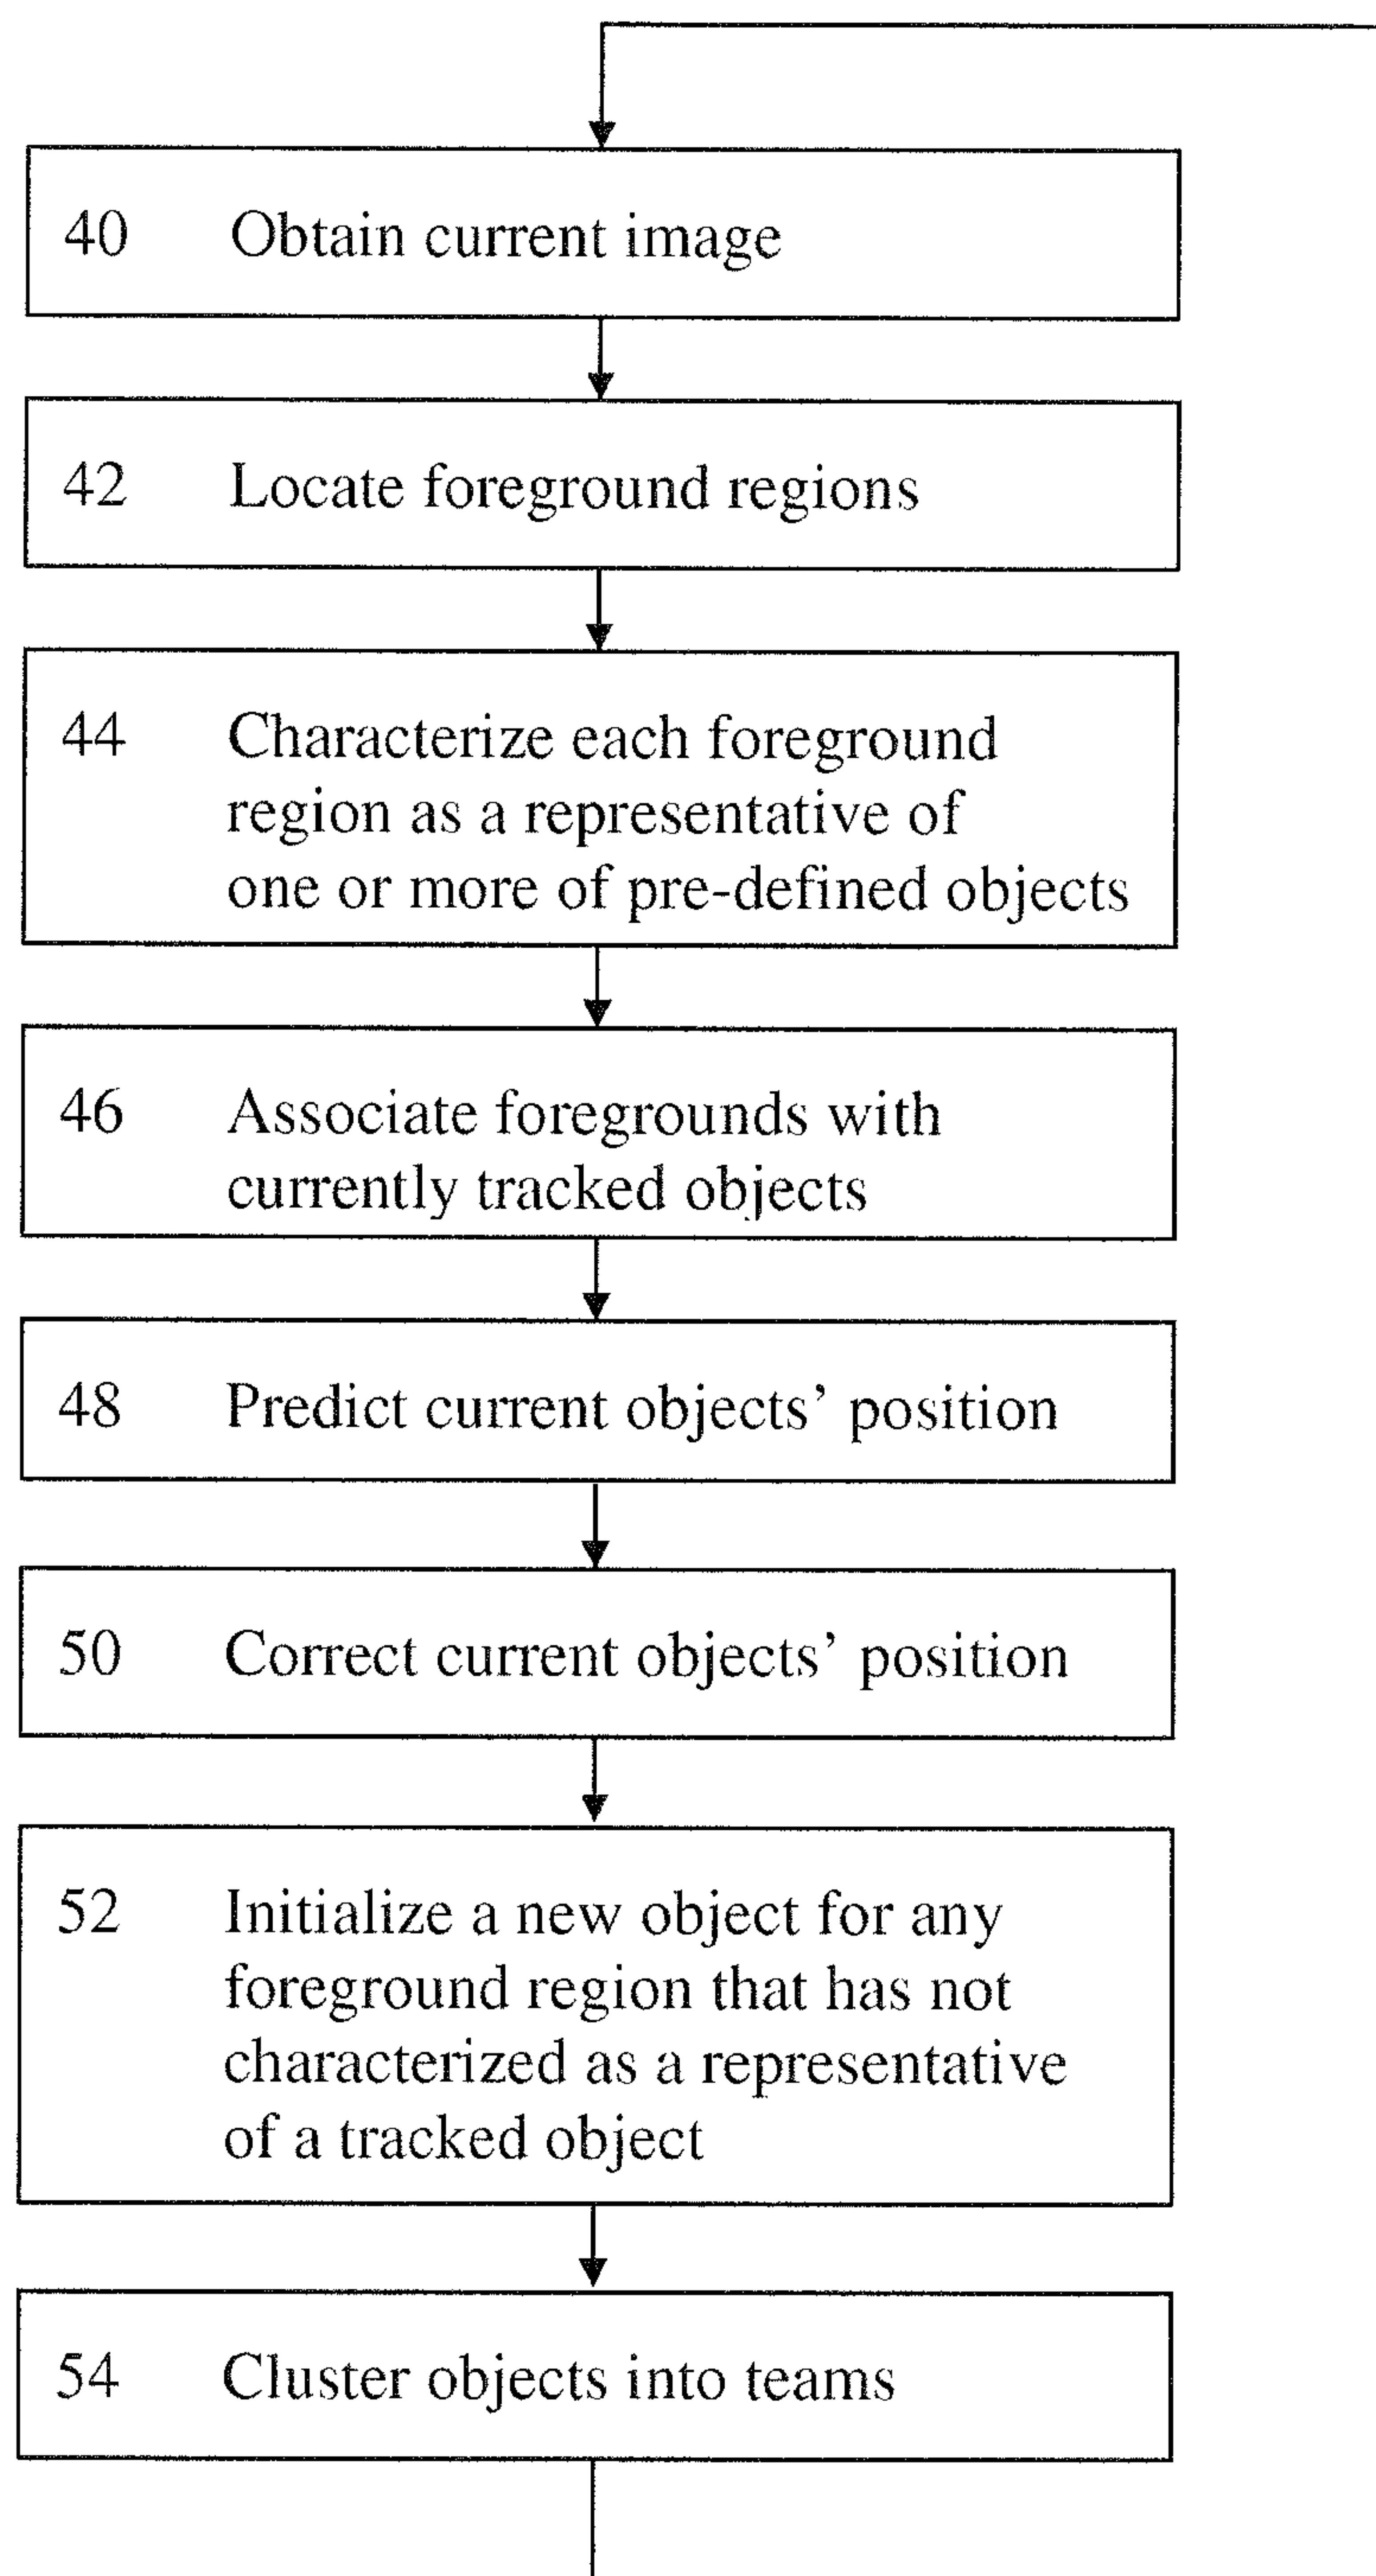 40 Obtain current image
42 Locate foreground regions
44 Characterize each foreground
region as a representative of
one or more of pre-defined objects
46 Associate foregrounds with
currently tracked objects
48 Predict current objects’ position
50 Correct current objects’ position
52 Initialize a new object for any
foreground region that has not
characterized as a representative
of a tracked object
54 Cluster objects into teams